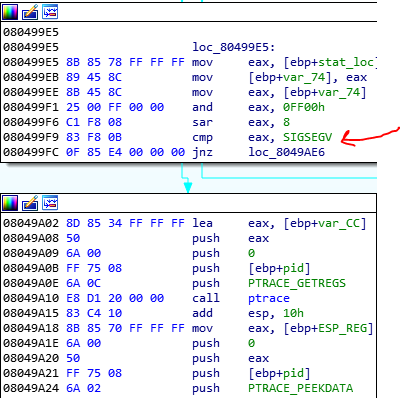 080499E5
080499E5 loc_80499E5:
080499E5 8B 85 78 FF FF FF mov eax, [ebp+stat_loc]
080499EB 89 45 8C mov [ebp+var_74], eax
080499EE 8B 45 8C mov eax, [ebp+var_74]
080499F1 25 00 FF 00 00 and eax, 0FF00h
080499F6 C1 F8 08 sar eax, 8
080499F9 83 F8 0B cmp eax, SIGSEGV
080499FC 0F 85 E4 00 00 00 jnz loc_8049AE6
08049A02 8D 85 34 FF FF FF lea eax, [ebp+var_CC]
08049A08 50 push eax
08049A09 6A 00 push 0
08049A0B FF 75 08 push [ebp+pid]
08049A0E 6A 0C push PTRACE_GETREGS
08049A10 E8 D1 20 00 00 call ptrace
08049A15 83 C4 10 add esp, 10h
08049A18 8B 85 70 FF FF FF mov eax, [ebp+ESP_REG]
08049A1E 6A 00 push 0
08049A20 50 push eax
08049A21 FF 75 08 push [ebp+pid]
08049A24 6A 02 push PTRACE_PEEKDATA